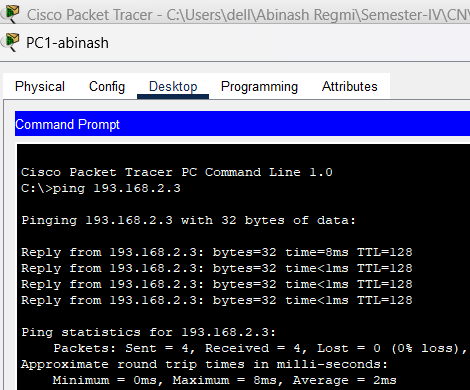 Cisco Packet Tracer - C:\Users\dell\Abinash Regmi\Semester-IV\CN\
PC1-abinash
Physical Config Desktop Programming Attributes
Command Prompt
Cisco Packet Tracer PC Command Line 1.0
C:\>ping 193.168.2.3
Pinging 193.168.2.3 with 32 bytes of data:
Reply from 193.168.2.3: bytes=32 time=8ms TTL=128
Reply from 193.168.2.3: bytes=32 time<1ms TTL=128
Reply from 193.168.2.3: bytes=32 time<1ms TTL=128
Reply from 193.168.2.3: bytes=32 time<1ms TTL=128
Ping statistics for 193.168.2.3:
Packets: Sent = 4, Received = 4, Lost = 0 (0% loss),
Approximate round trip times in milli-seconds:
Minimum = 0ms, Maximum = 8ms, Average = 2ms